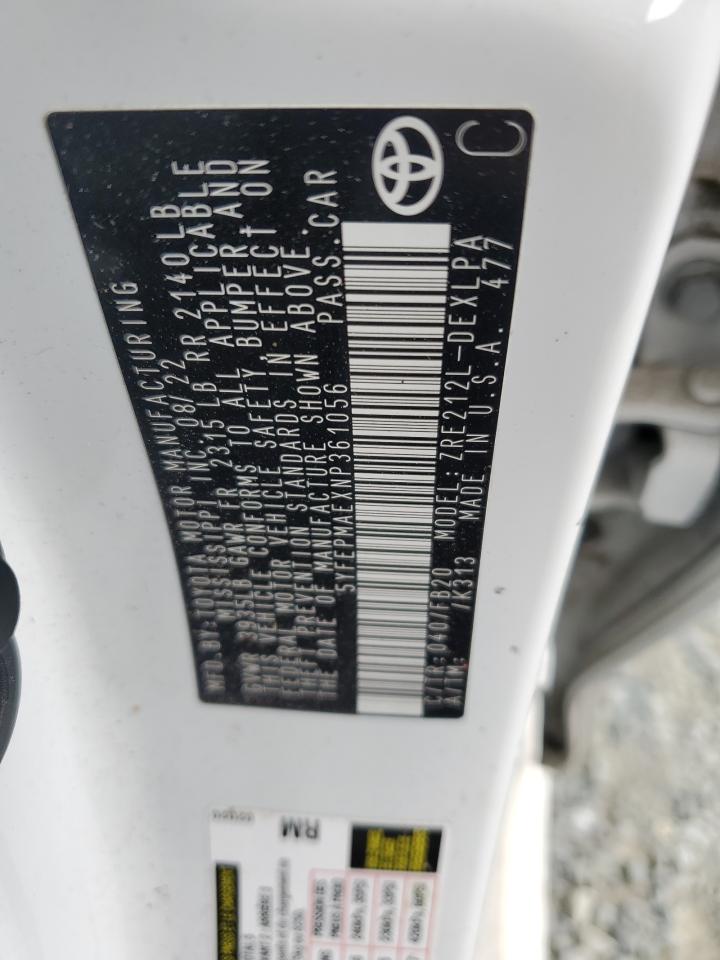 MFD.BY:TOYOTA MOTOR MANUFACTURING
MISSISSIPPI, INC. 08/22
GVWR 3935LB GAWR FR 2315 LB RR 2140 LB
THIS VEHICLE CONFORMS TO ALL APPLICABLE
FEDERAL MOTOR VEHICLE SAFETY, BUMPER, AND
THEFT PREVENTION STANDARDS IN EFFECT ON
THE DATE OF MANUFACTURE SHOWN ABOVE.
5YFEPMAEXNP361056 PASS.CAR
C/TR:040/FB20 MODEL:ZRE212L-DEXLPA
A/TM: /K313 MADE IN U.S.A. 477
C
RM